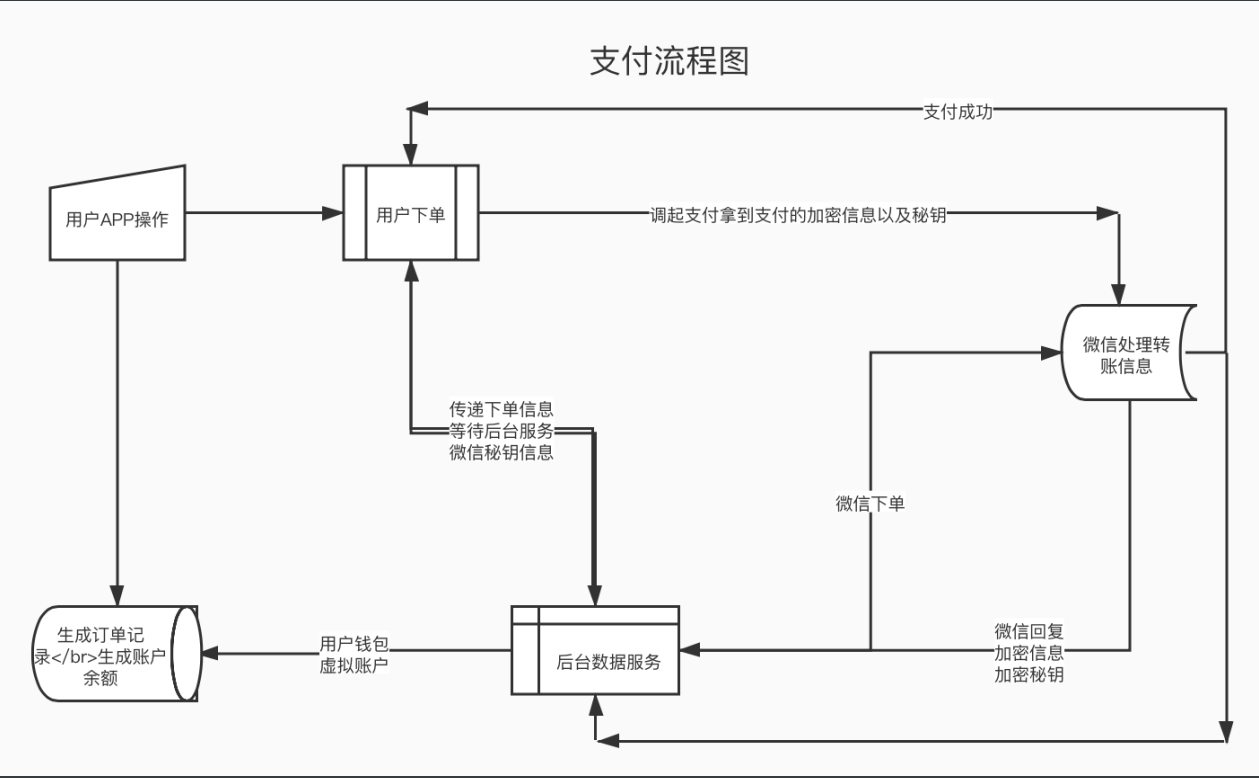 支付流程图
支付成功
用户APP操作
用户下单
调起支付拿到支付的加密信息以及秘钥
微信处理转
账信息
传递下单信息
等待后台服务
微信秘钥信息
微信下单
生成订单记
录</br>生成账户
余额
用户钱包
虚拟账户
后台数据服务
微信回复
加密信息
加密秘钥